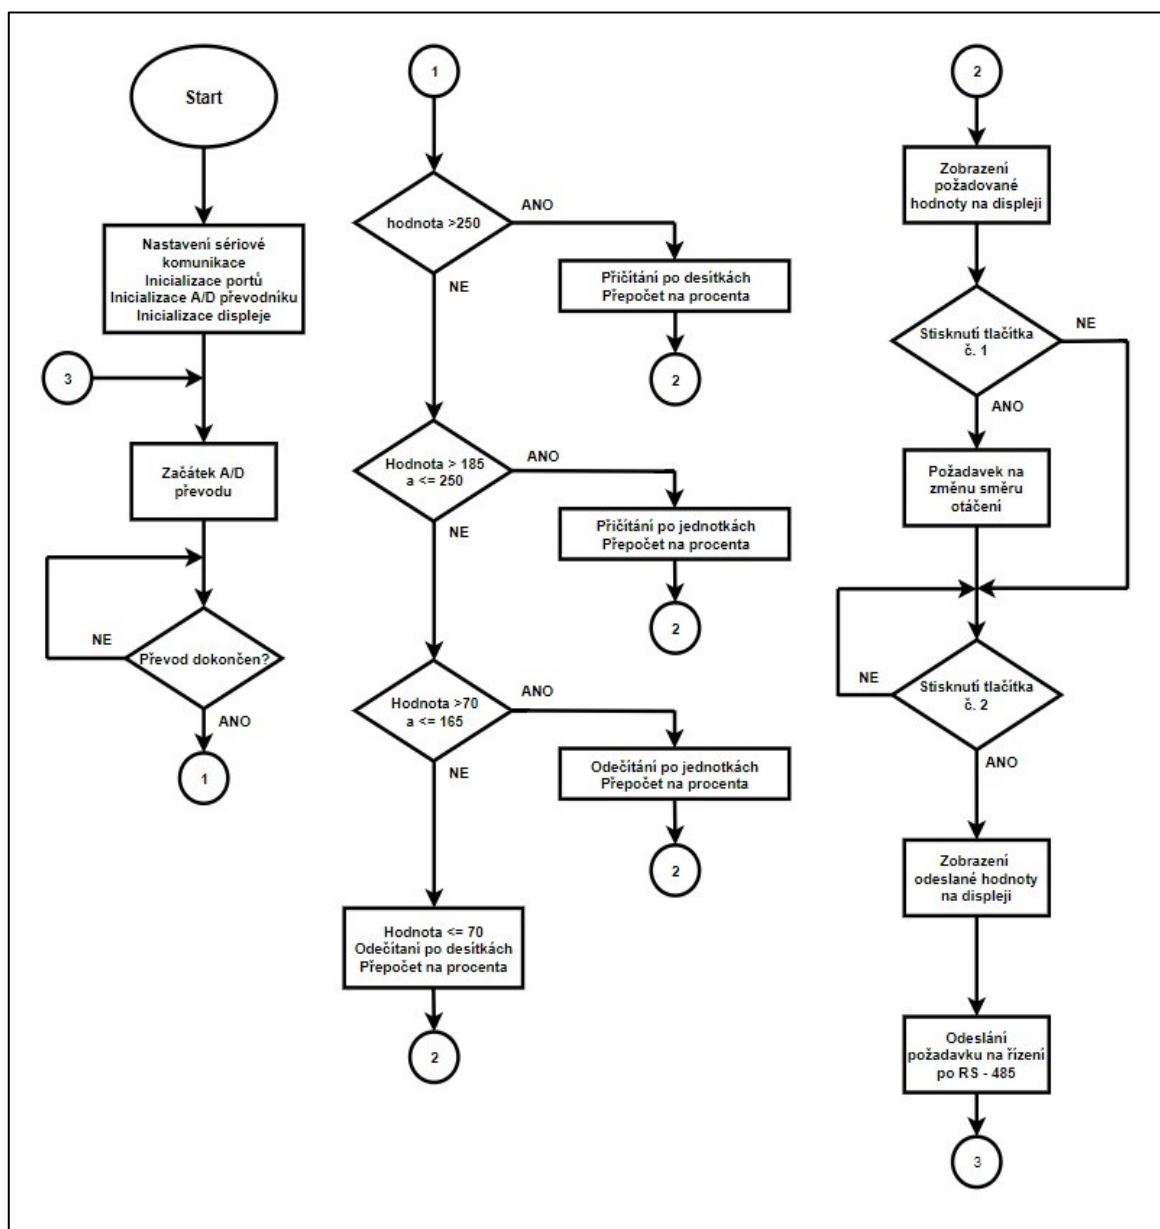 Start
Nastavení sériové
komunikace
Inicializace portů
Inicializace A/D převodníku
Inicializace displeje
3
Začátek A/D
převodu
NE
Převod dokončen?
ANO
1
1
hodnota >250
ANO
NE
Přičítání po desítkách
Přepočet na procenta
2
Hodnota > 185
a <= 250
ANO
NE
Přičítání po jednotkách
Přepočet na procenta
2
Hodnota >70
a <= 165
ANO
NE
Odečítání po jednotkách
Přepočet na procenta
2
Hodnota <= 70
Odečítaní po desítkách
Přepočet na procenta
2
2
Zobrazení
požadované
hodnoty na displeji
Stisknutí tlačítka
č. 1
NE
ANO
Požadavek na
změnu směru
otáčení
NE
Stisknutí tlačítka
č. 2
ANO
Zobrazení
odeslané hodnoty
na displeji
Odeslání
požadavku na řízení
po RS - 485
3